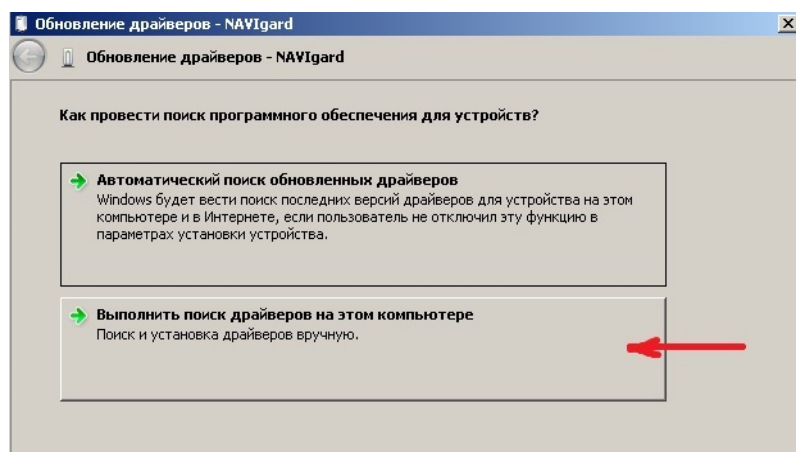 Обновление драйверов - NAVIgard
Обновление драйверов - NAVIgard
Как провести поиск программного обеспечения для устройств?
Автоматический поиск обновленных драйверов
Windows будет вести поиск последних версий драйверов для устройства на этом
компьютере и в Интернете, если пользователь не отключил эту функцию в
параметрах установки устройства.
Выполнить поиск драйверов на этом компьютере
Поиск и установка драйверов вручную.